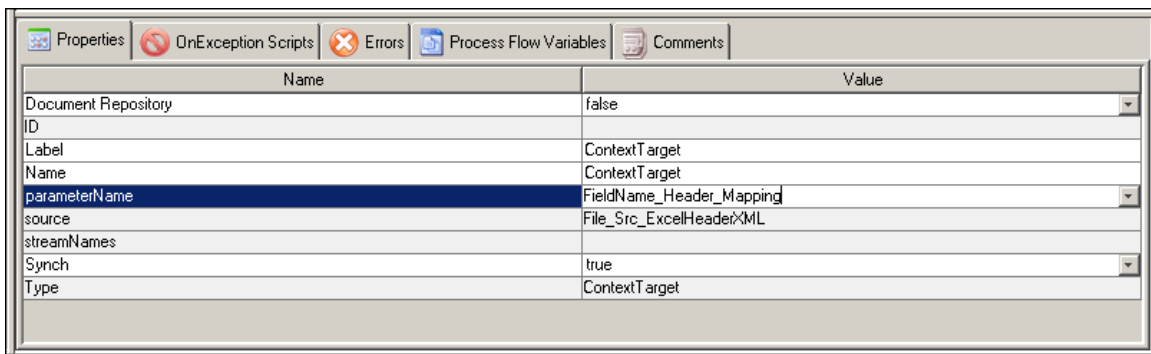 Properties OnException Scripts Errors Process Flow Variables Comments
Name Value
Document Repository false
ID
Label ContextTarget
Name ContextTarget
parameterName FieldName_Header_Mapping
source File_Src_ExcelHeaderXML
streamNames
Synch true
Type ContextTarget